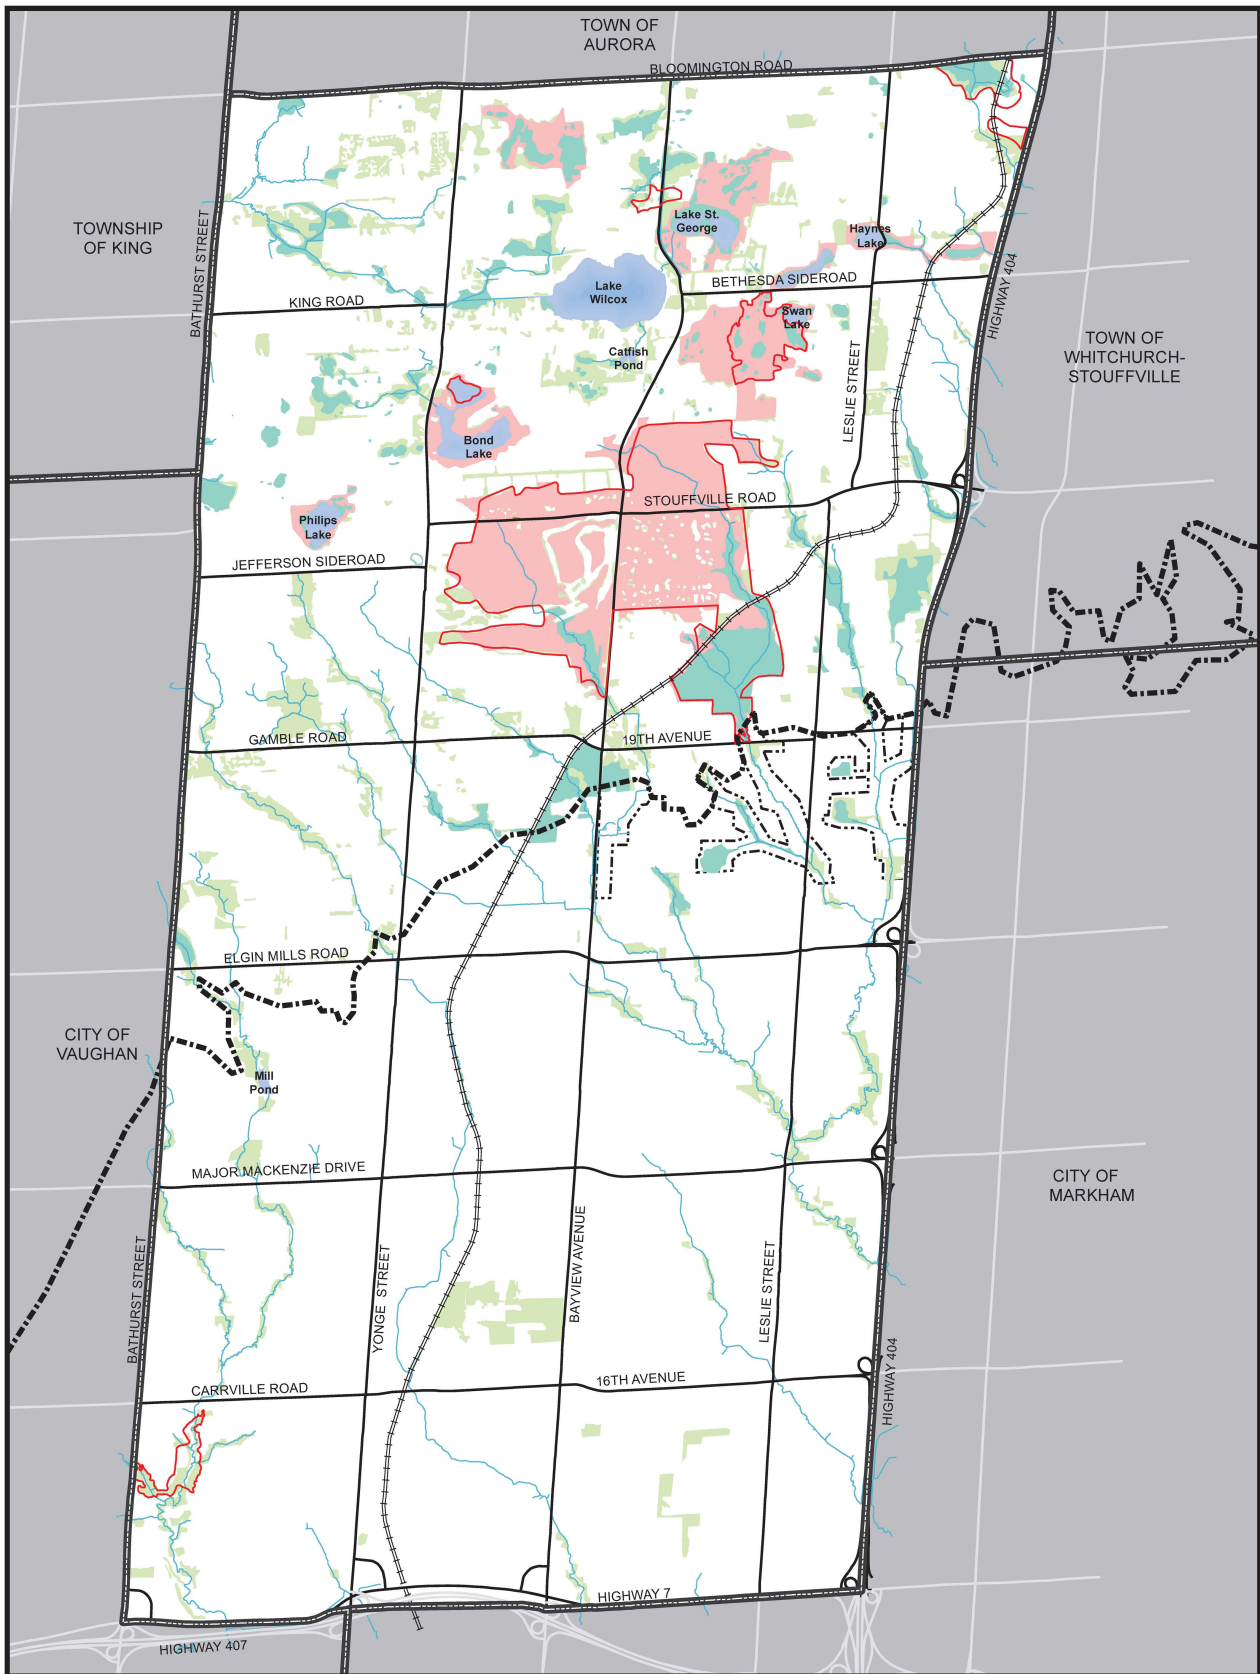 TOWN OF
AURORA
BLOOMINGTON ROAD
TOWNSHIP
OF KING
BATHURST STREET
Lake St.
George
Haynes
Lake
Lake
Wilcox
BETHESDA SIDEROAD
KING ROAD
HIGHWAY 404
Swan
Lake
TOWN OF
WHITCHURCH-
STOUFFVILLE
Catfish
Pond
LESLIE STREET
Bond
Lake
STOUFFVILLE ROAD
Philips
Lake
JEFFERSON SIDEROAD
GAMBLE ROAD
19TH AVENUE
ELGIN MILLS ROAD
CITY OF
VAUGHAN
Mill
Pond
MAJOR MACKENZIE DRIVE
CITY OF
MARKHAM
BATHURST STREET
YONGE STREET
BAYVIEW AVENUE
LESLIE STREET
HIGHWAY 404
CARRVILLE ROAD
16TH AVENUE
HIGHWAY 7
HIGHWAY 407